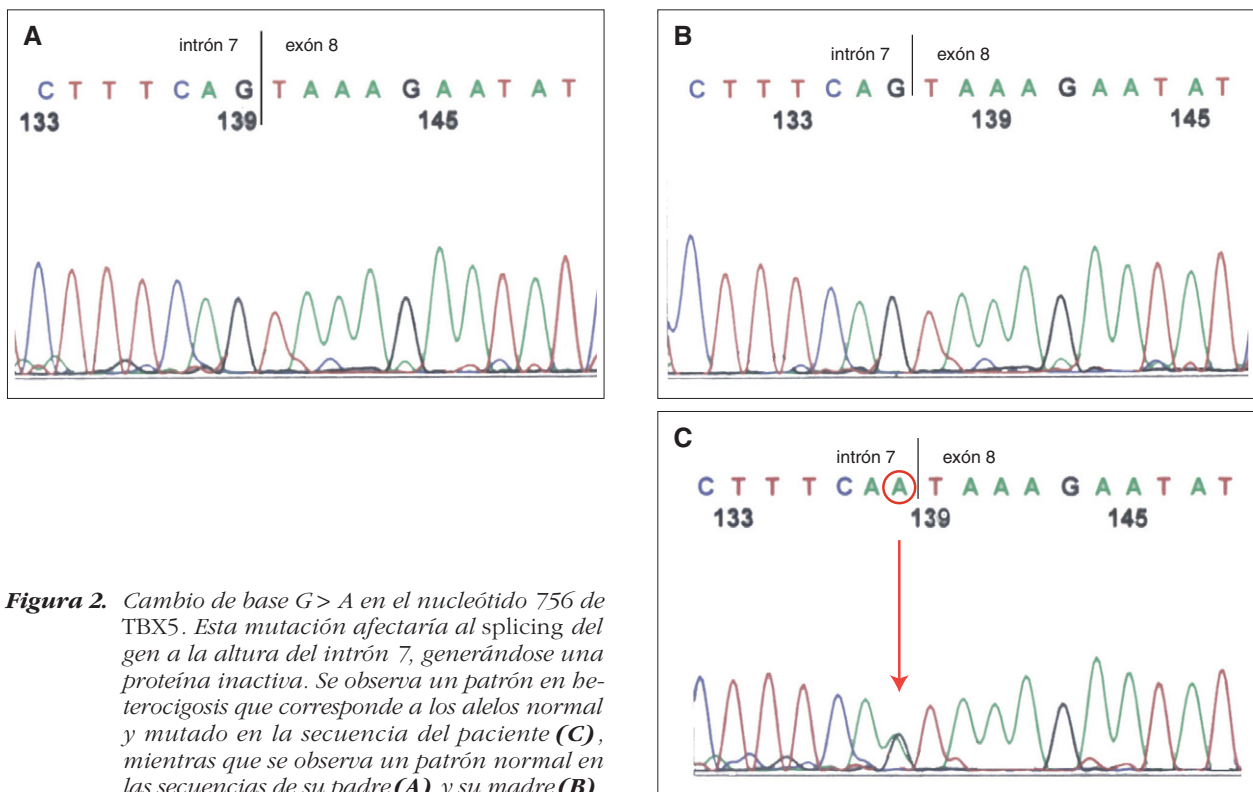 A
intrón 7 exón 8
C T T T C A G T A A A G A A T A T
133 139 145
B
intrón 7 exón 8
C T T T C A G T A A A G A A T A T
133 139 145
C
intrón 7 exón 8
C T T T C A A T A A A G A A T A T
133 139 145
Figura 2. Cambio de base G > A en el nucleótido 756 de
TBX5. Esta mutación afectaría al splicing del
gen a la altura del intrón 7, generándose una
proteína inactiva. Se observa un patrón en he-
terocigosis que corresponde a los alelos normal
y mutado en la secuencia del paciente (C),
mientras que se observa un patrón normal en
las secuencias de su padre (A) y su madre (B)